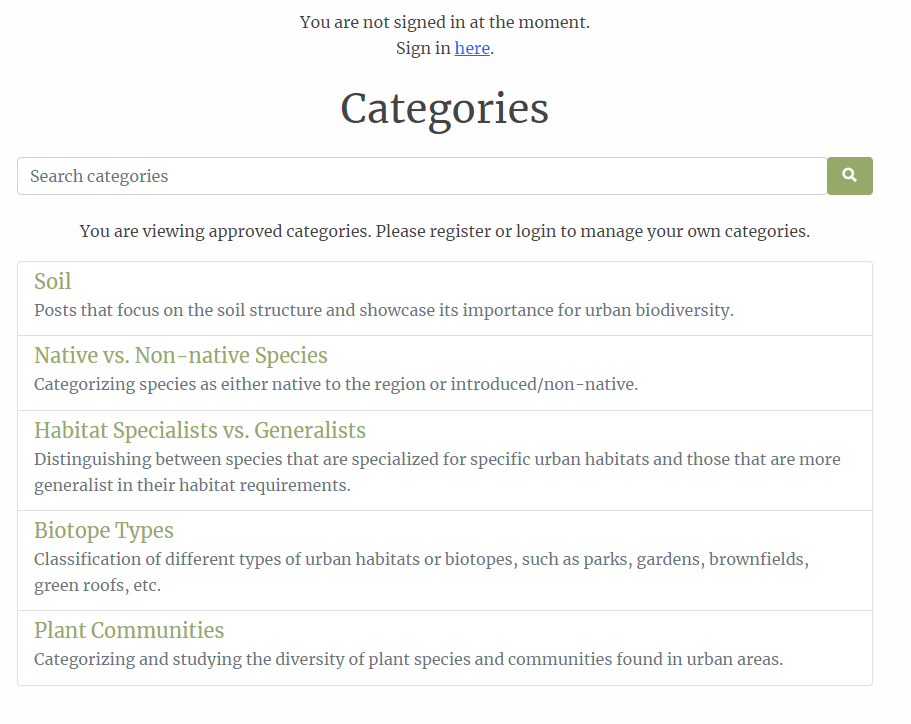 You are not signed in at the moment.
Sign in here.
Categories
Search categories
You are viewing approved categories. Please register or login to manage your own categories.
Soil
Posts that focus on the soil structure and showcase its importance for urban biodiversity.
Native vs. Non-native Species
Categorizing species as either native to the region or introduced/non-native.
Habitat Specialists vs. Generalists
Distinguishing between species that are specialized for specific urban habitats and those that are more
generalist in their habitat requirements.
Biotope Types
Classification of different types of urban habitats or biotopes, such as parks, gardens, brownfields,
green roofs, etc.
Plant Communities
Categorizing and studying the diversity of plant species and communities found in urban areas.